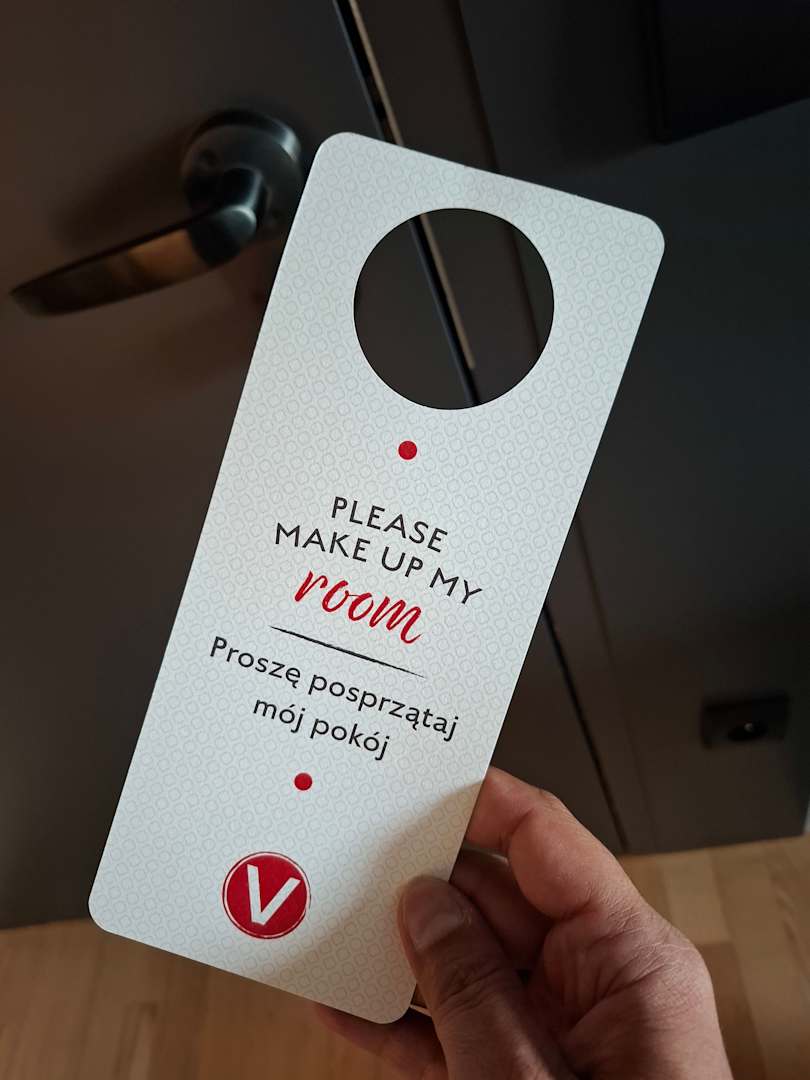 PLEASE
MAKE UP MY
room
Proszę posprzątaj
mój pokój
V